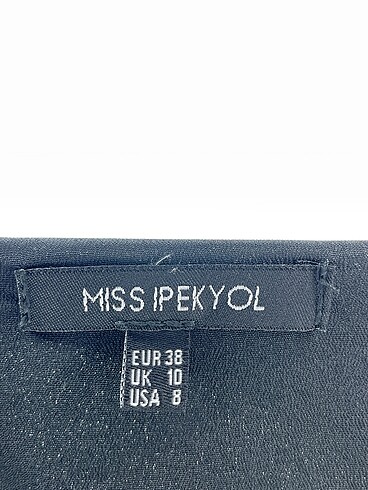 MISS IPEKYOL
EUR 38
UK 10
USA 8